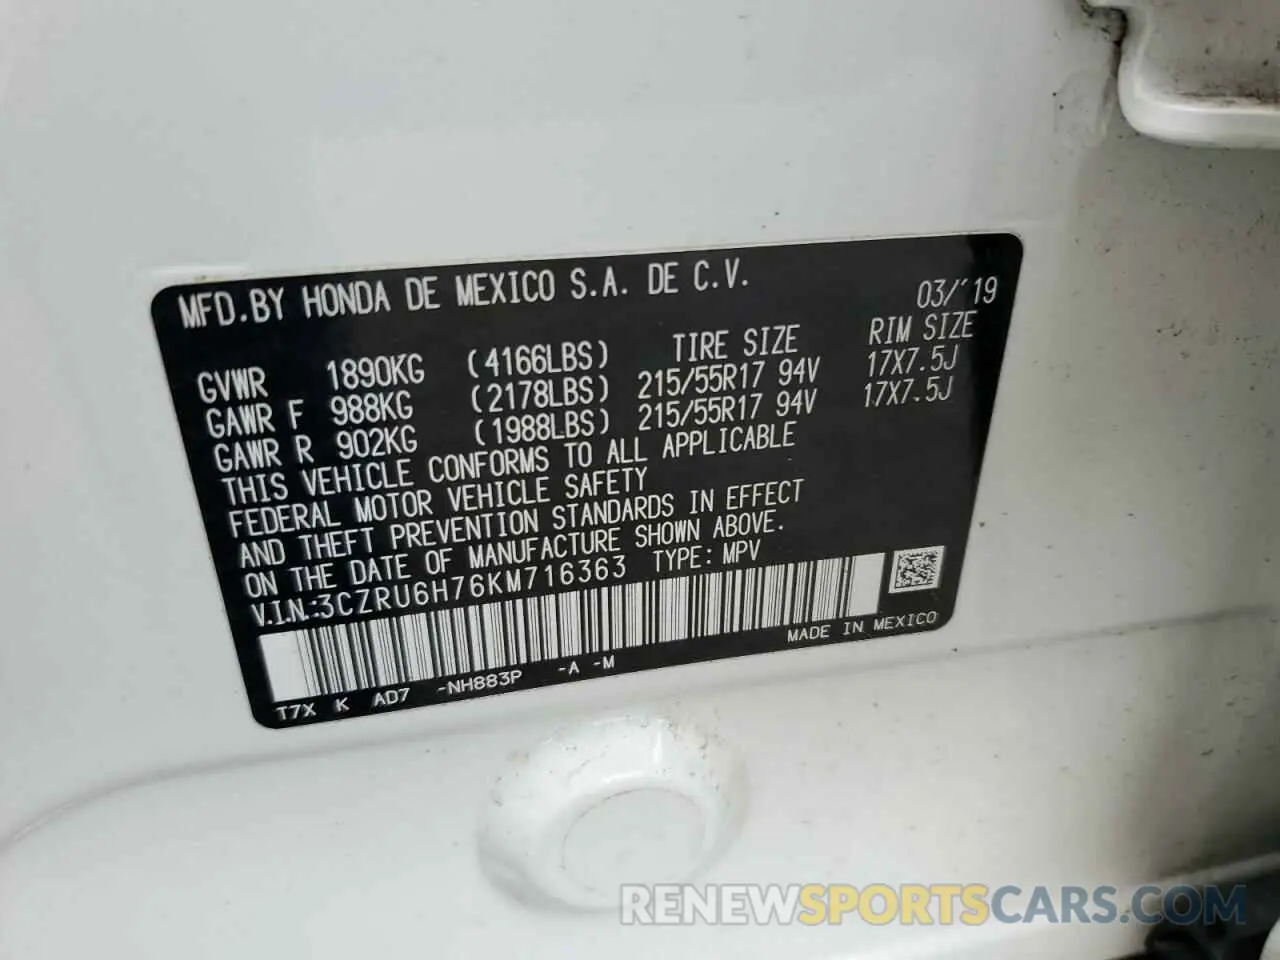 MFD.BY HONDA DE MEXICO S.A. DE C.V.
03/'19
GVWR 1890KG (4166LBS) TIRE SIZE RIM SIZE
GAWR F 988KG (2178LBS) 215/55R17 94V 17X7.5J
GAWR R 902KG (1988LBS) 215/55R17 94V 17X7.5J
THIS VEHICLE CONFORMS TO ALL APPLICABLE
FEDERAL MOTOR VEHICLE SAFETY
AND THEFT PREVENTION STANDARDS IN EFFECT
ON THE DATE OF MANUFACTURE SHOWN ABOVE.
V.I.N.:3CZRU6H76KM716363 TYPE: MPV
MADE IN MEXICO
T7X K AD7 -NH883P -A -M
RENEWSPORTSCARS.COM